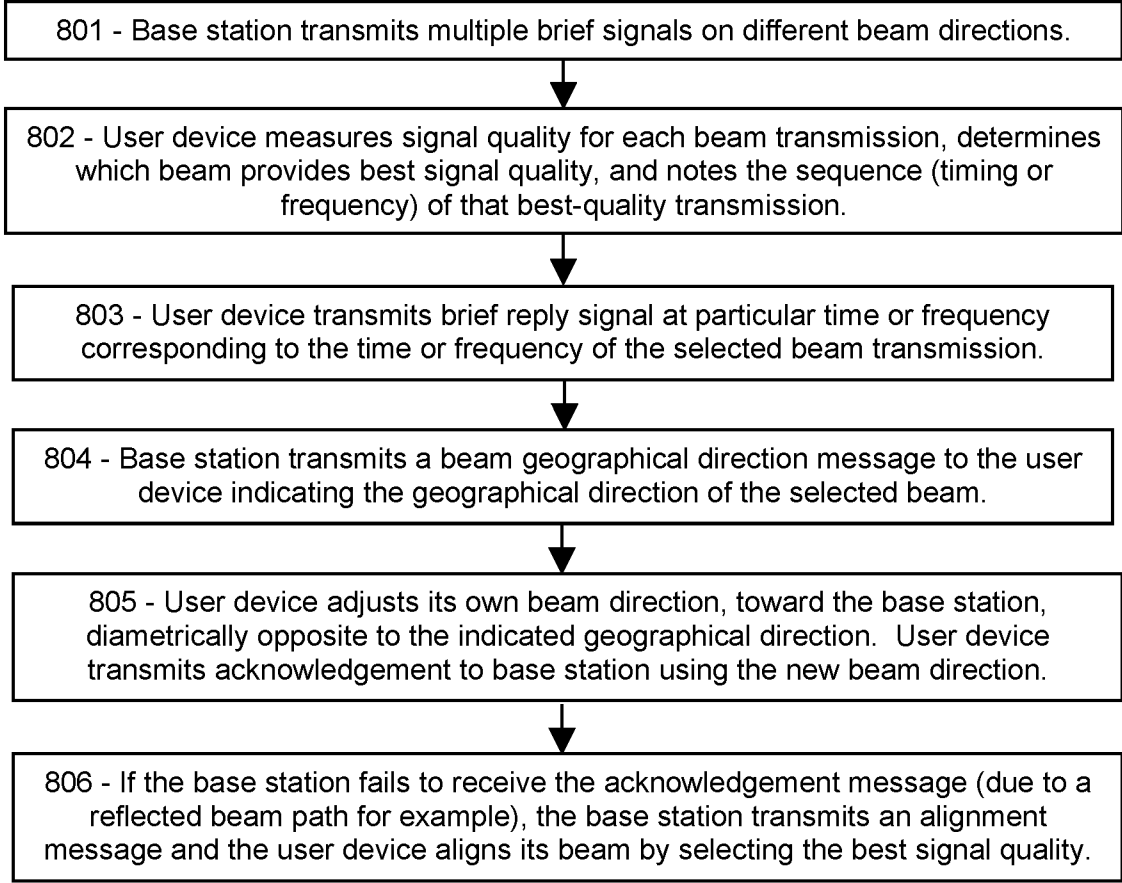 801 - Base station transmits multiple brief signals on different beam directions.
802 - User device measures signal quality for each beam transmission, determines
which beam provides best signal quality, and notes the sequence (timing or
frequency) of that best-quality transmission.
803 - User device transmits brief reply signal at particular time or frequency
corresponding to the time or frequency of the selected beam transmission.
804 - Base station transmits a beam geographical direction message to the user
device indicating the geographical direction of the selected beam.
805 - User device adjusts its own beam direction, toward the base station,
diametrically opposite to the indicated geographical direction.  User device
transmits acknowledgement to base station using the new beam direction.
806 - If the base station fails to receive the acknowledgement message (due to a
reflected beam path for example), the base station transmits an alignment
message and the user device aligns its beam by selecting the best signal quality.